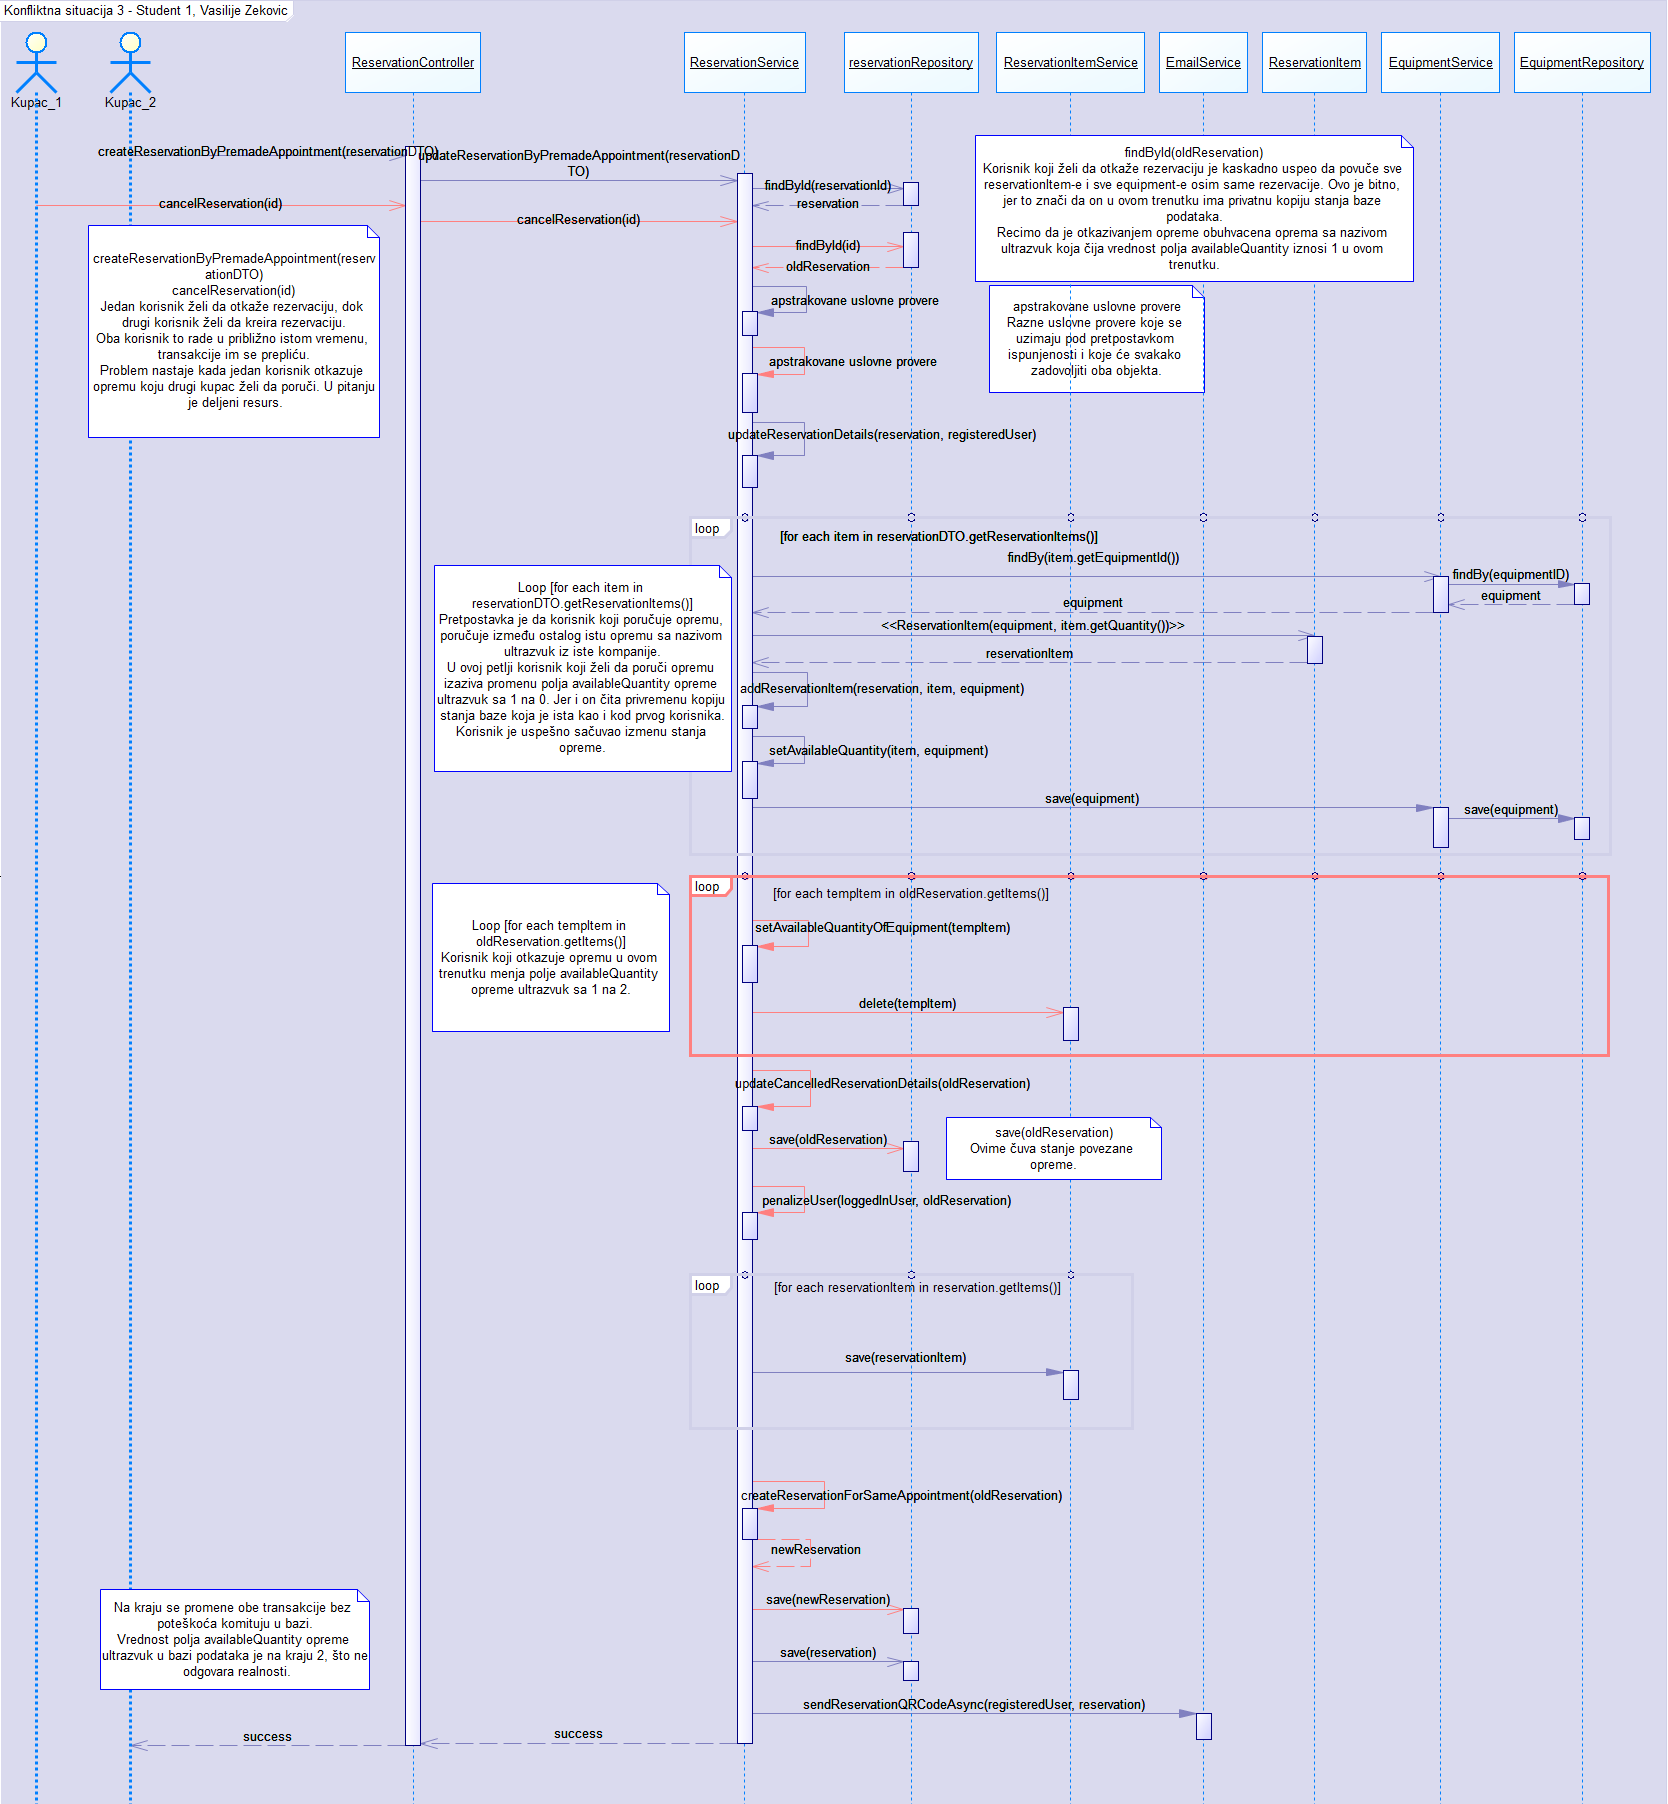 Konfliktna situacija 3 - Student 1, Vasilije Zekovic
Kupac_1
Kupac_2
ReservationController
ReservationService
reservationRepository
ReservationItemService
EmailService
ReservationItem
EquipmentService
EquipmentRepository
createReservationByPremadeAppointment(reservationDTO)
updateReservationByPremadeAppointment(reservationD
TO)
findById(reservationId)
reservation
cancelReservation(id)
cancelReservation(id)
findById(id)
oldReservation
findById(oldReservation)
Korisnik koji želi da otkaže rezervaciju je kaskadno uspeo da povuče sve
reservationItem-e i sve equipment-e osim same rezervacije. Ovo je bitno,
jer to znači da on u ovom trenutku ima privatnu kopiju stanja baze
podataka.
Recimo da je otkazivanjem opreme obuhvacena oprema sa nazivom
ultrazvuk koja čija vrednost polja availableQuantity iznosi 1 u ovom
trenutku.
createReservationByPremadeAppointment(reserv
ationDTO)
cancelReservation(id)
Jedan korisnik želi da otkaže rezervaciju, dok
drugi korisnik želi da kreira rezervaciju.
Oba korisnik to rade u približno istom vremenu,
transakcije im se prepliću.
Problem nastaje kada jedan korisnik otkazuje
opremu koju drugi kupac želi da poruči. U pitanju
je deljeni resurs.
apstrakovane uslovne provere
apstrakovane uslovne provere
Razne uslovne provere koje se
uzimaju pod pretpostavkom
ispunjenosti i koje će svakako
zadovoljiti oba objekta.
apstrakovane uslovne provere
updateReservationDetails(reservation, registeredUser)
loop
[for each item in reservationDTO.getReservationItems()]
findBy(item.getEquipmentId())
findBy(equipmentID)
equipment
equipment
<<ReservationItem(equipment, item.getQuantity())>>
reservationItem
addReservationItem(reservation, item, equipment)
setAvailableQuantity(item, equipment)
save(equipment)
save(equipment)
Loop [for each item in
reservationDTO.getReservationItems()]
Pretpostavka je da korisnik koji poručuje opremu,
poručuje između ostalog istu opremu sa nazivom
ultrazvuk iz iste kompanije.
U ovoj petlji korisnik koji želi da poruči opremu
izaziva promenu polja availableQuantity opreme
ultrazvuk sa 1 na 0. Jer i on čita privremenu kopiju
stanja baze koja je ista kao i kod prvog korisnika.
Korisnik je uspešno sačuvao izmenu stanja
opreme.
loop
[for each tempItem in oldReservation.getItems()]
setAvailableQuantityOfEquipment(tempItem)
delete(tempItem)
Loop [for each tempItem in
oldReservation.getItems()]
Korisnik koji otkazuje opremu u ovom
trenutku menja polje availableQuantity
opreme ultrazvuk sa 1 na 2.
updateCancelledReservationDetails(oldReservation)
save(oldReservation)
save(oldReservation)
Ovime čuva stanje povezane
opreme.
penalizeUser(loggedInUser, oldReservation)
loop
[for each reservationItem in reservation.getItems()]
save(reservationItem)
createReservationForSameAppointment(oldReservation)
newReservation
save(newReservation)
save(reservation)
sendReservationQRCodeAsync(registeredUser, reservation)
Na kraju se promene obe transakcije bez
poteškoća komituju u bazi.
Vrednost polja availableQuantity opreme
ultrazvuk u bazi podataka je na kraju 2, što ne
odgovara realnosti.
success
success